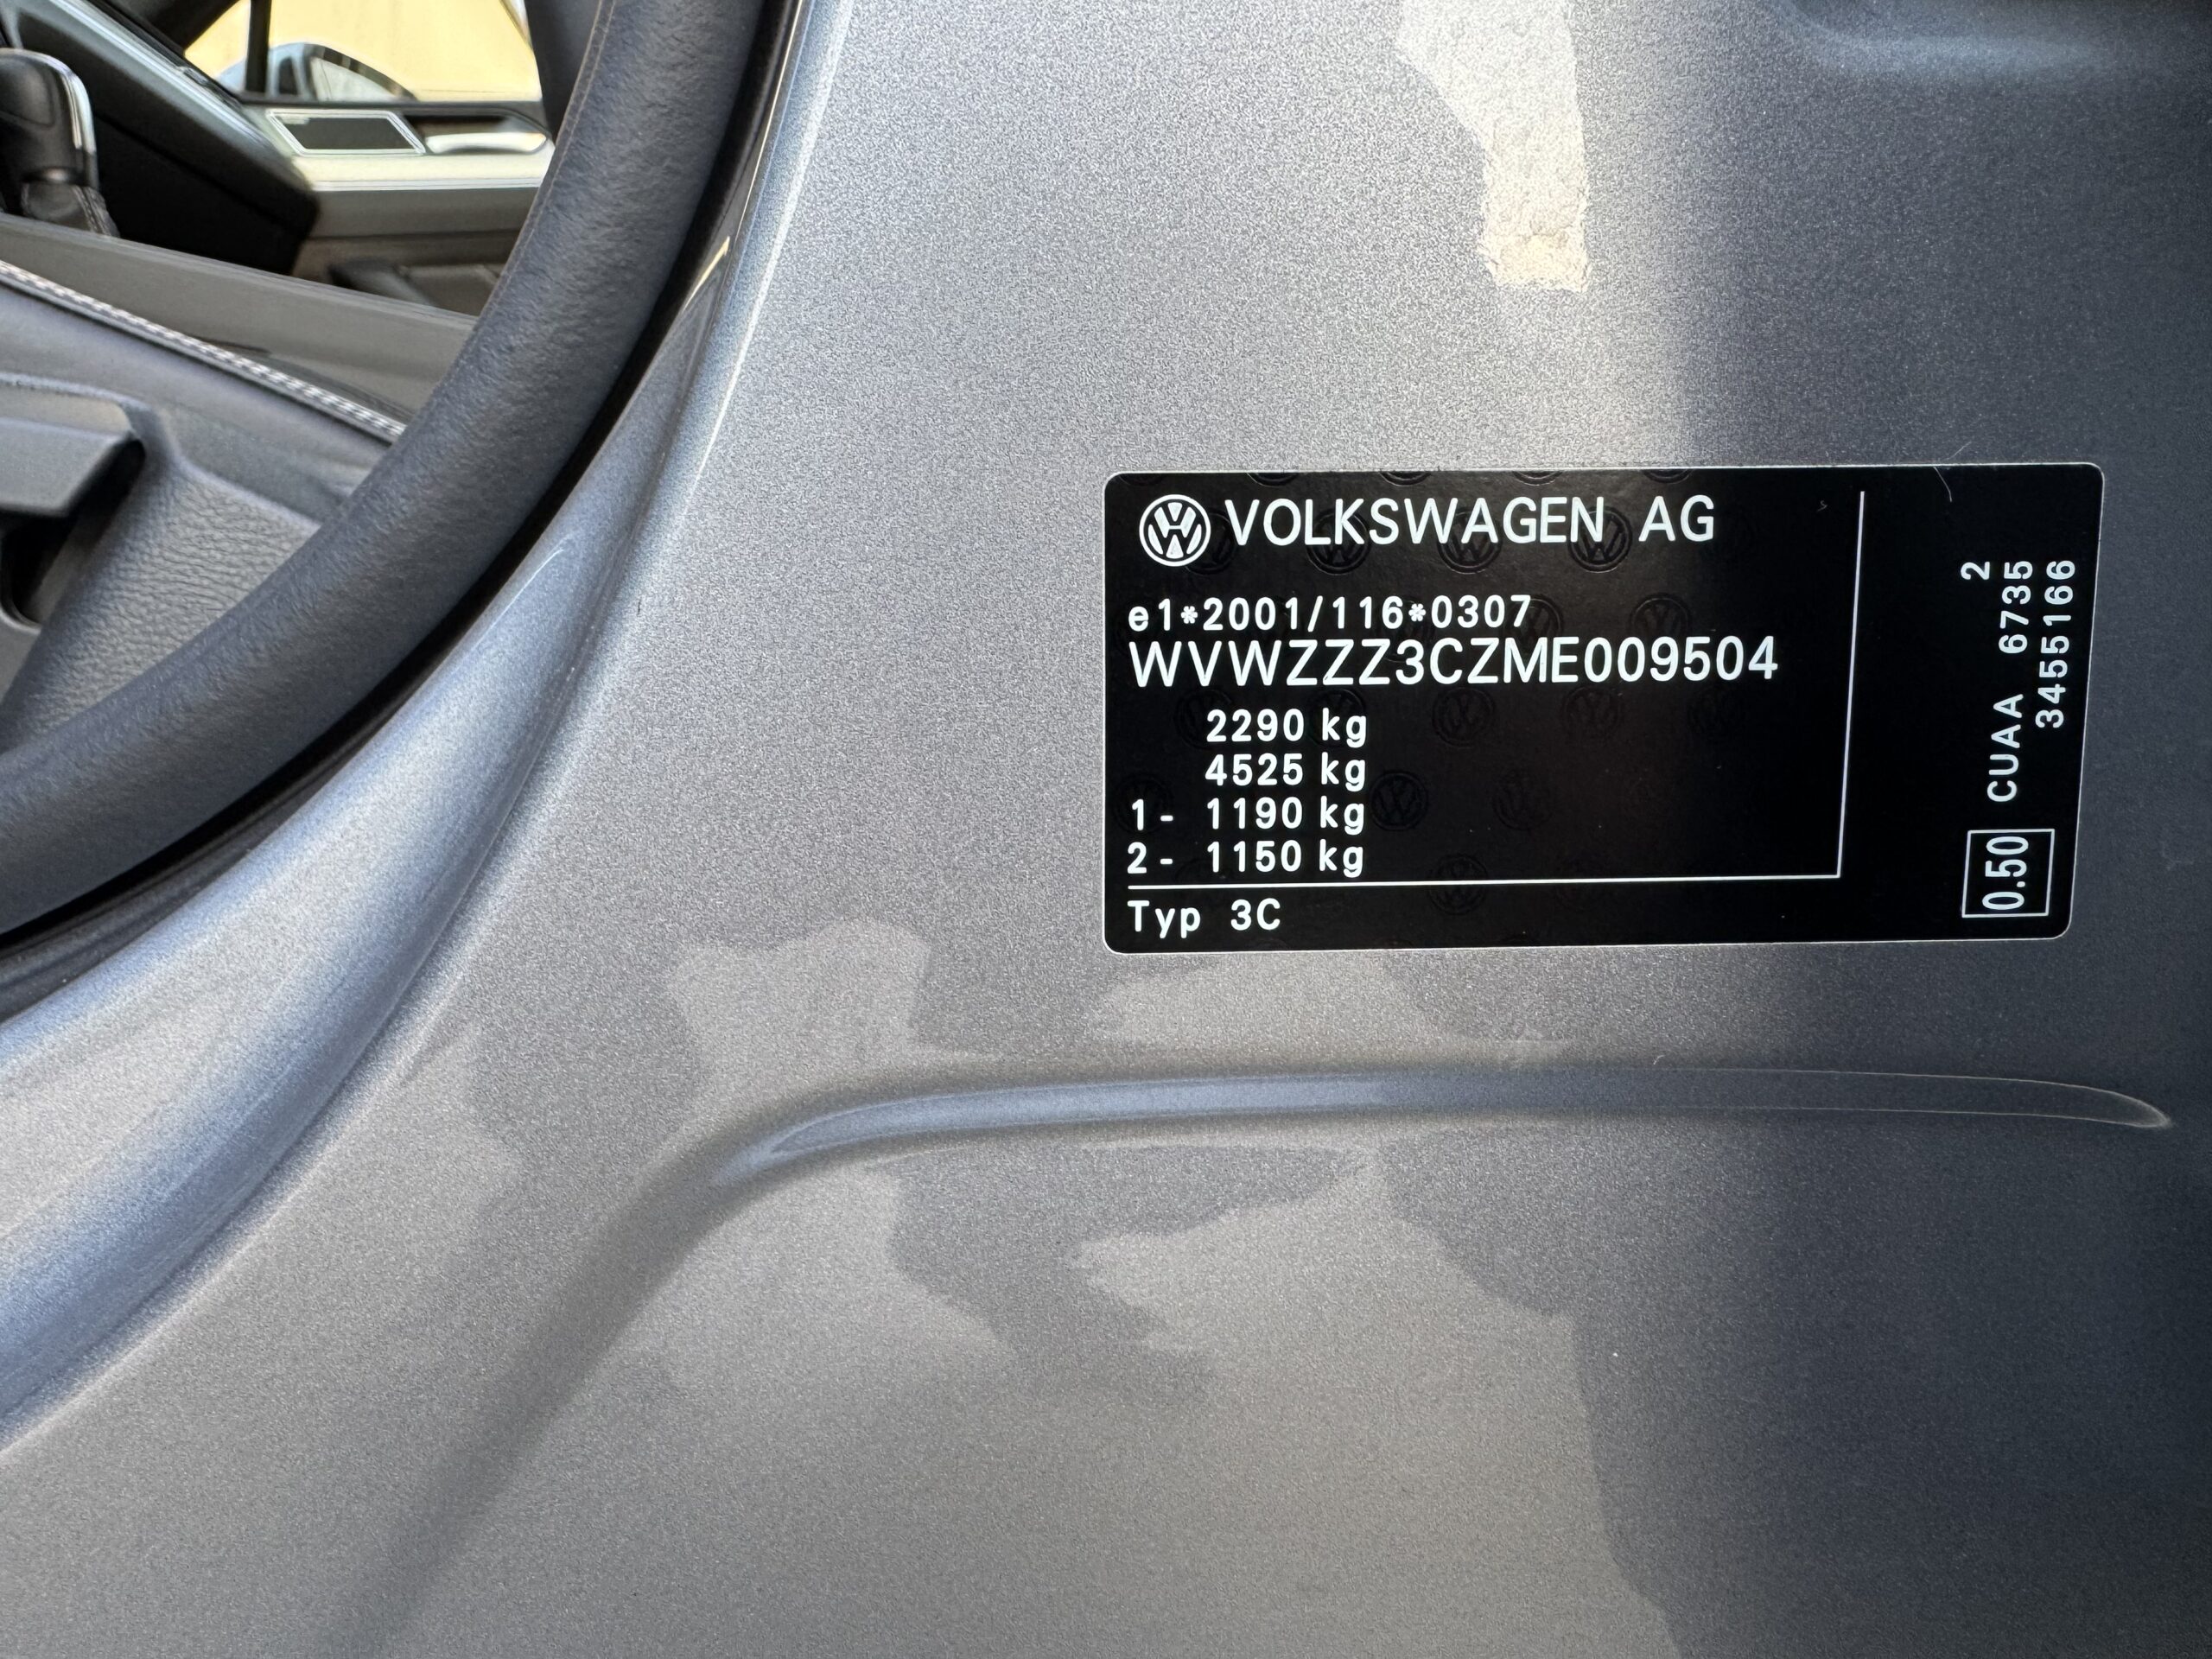 VOLKSWAGEN AG
e1*2001/116*0307
WVWZZZ3CZME009504
2290 kg
4525 kg
1- 1190 kg
2- 1150 kg
Typ 3C
2
0.50 CUAA 6735
3455166